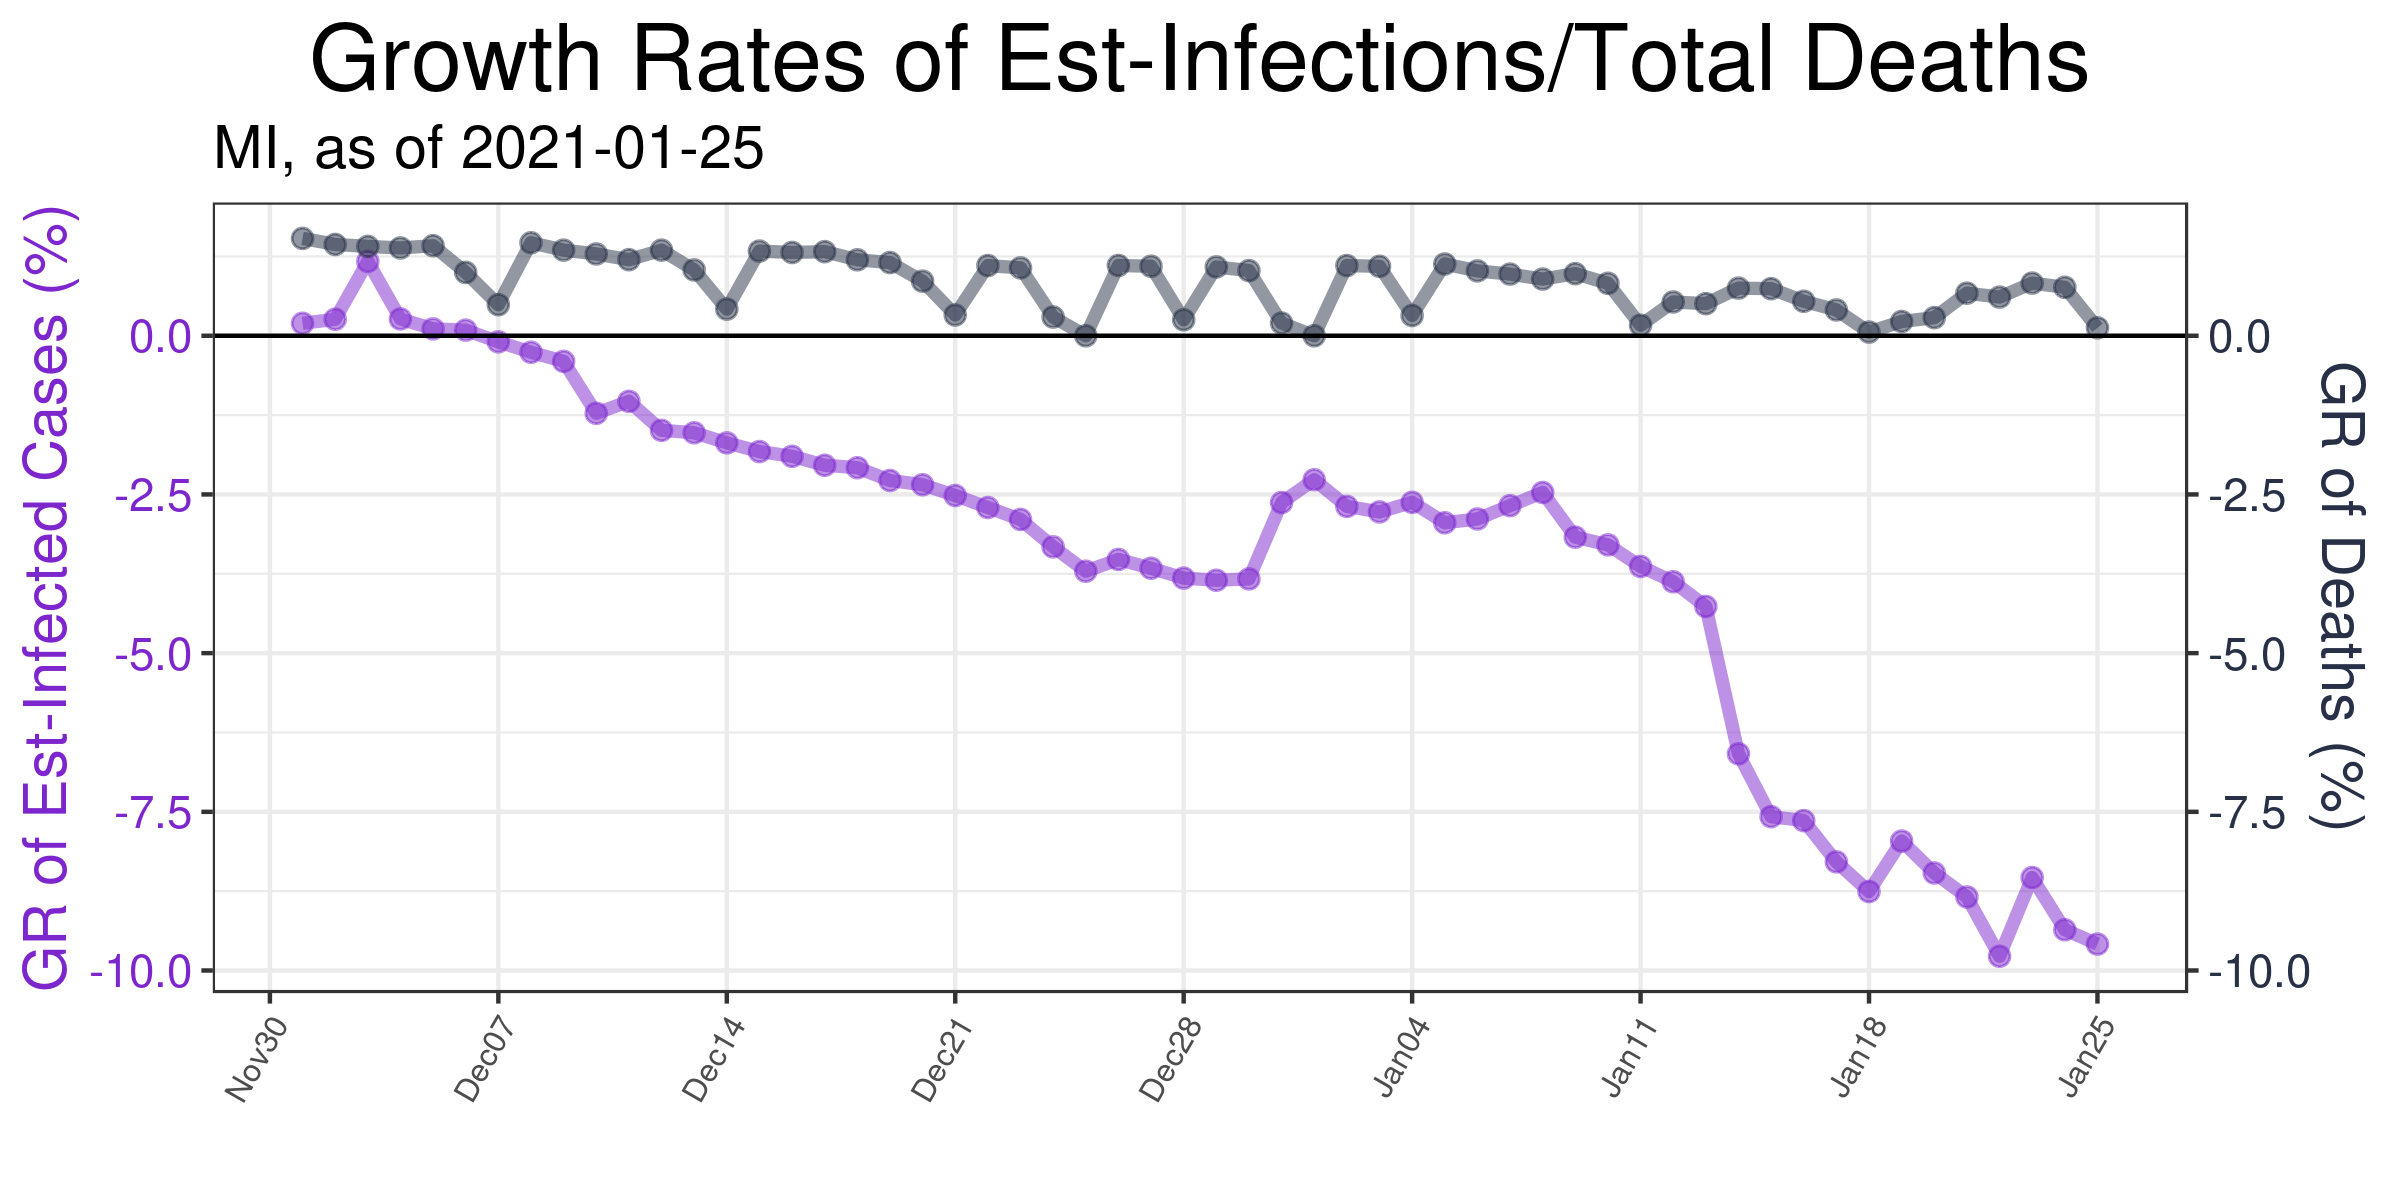 Growth Rates of Est-Infections/Total Deaths
MI, as of 2021-01-25
GR of Est-Infected Cases (%)
0.0
-2.5
-5.0
-7.5
-10.0
0.0
-2.5
-5.0
-7.5
-10.0
GR of Deaths (%)
Nov30
Dec07
Dec14
Dec21
Dec28
Jan04
Jan11
Jan18
Jan25